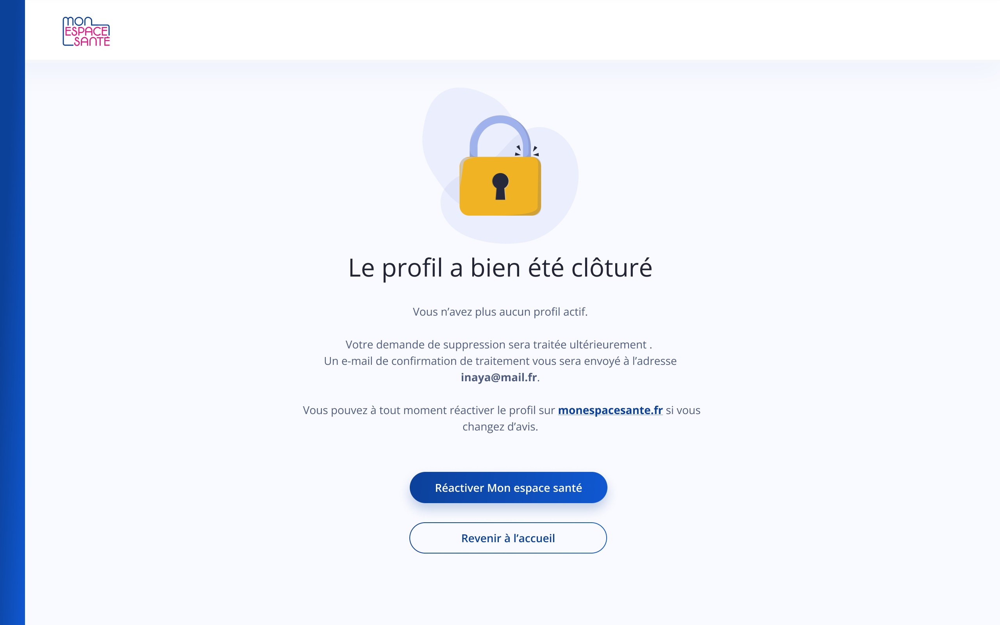 mon
ESPACE
SANTÉ
Le profil a bien été clôturé
Vous n’avez plus aucun profil actif.
Votre demande de suppression sera traitée ultérieurement .
Un e-mail de confirmation de traitement vous sera envoyé à l’adresse
inaya@mail.fr.
Vous pouvez à tout moment réactiver le profil sur monespacesante.fr si vous
changez d’avis.
Réactiver Mon espace santé
Revenir à l’accueil